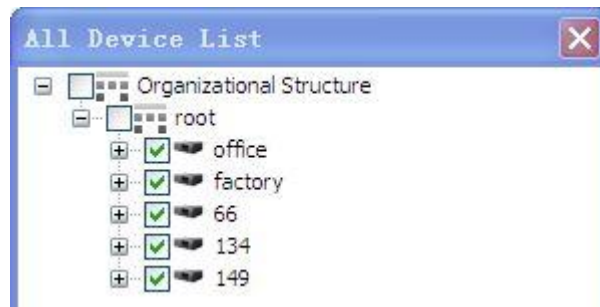 All Device List
Organizational Structure
root
office
factory
66
134
149